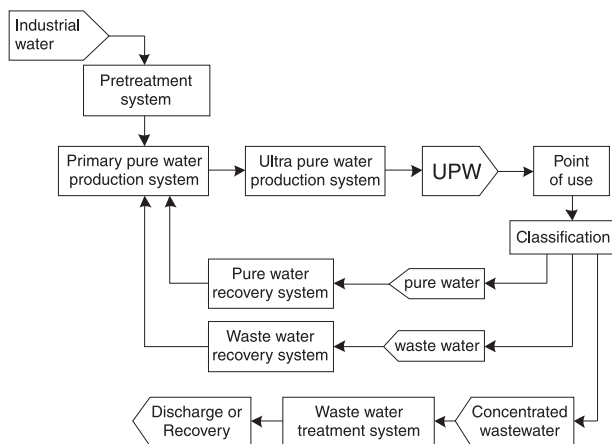 Industrial
water
Pretreatment
system
Primary pure water
production system
Ultra pure water
production system
UPW
Point
of use
Classification
Pure water
recovery system
pure water
Waste water
recovery system
waste water
Discharge or
Recovery
Waste water
treatment system
Concentrated
wastewater